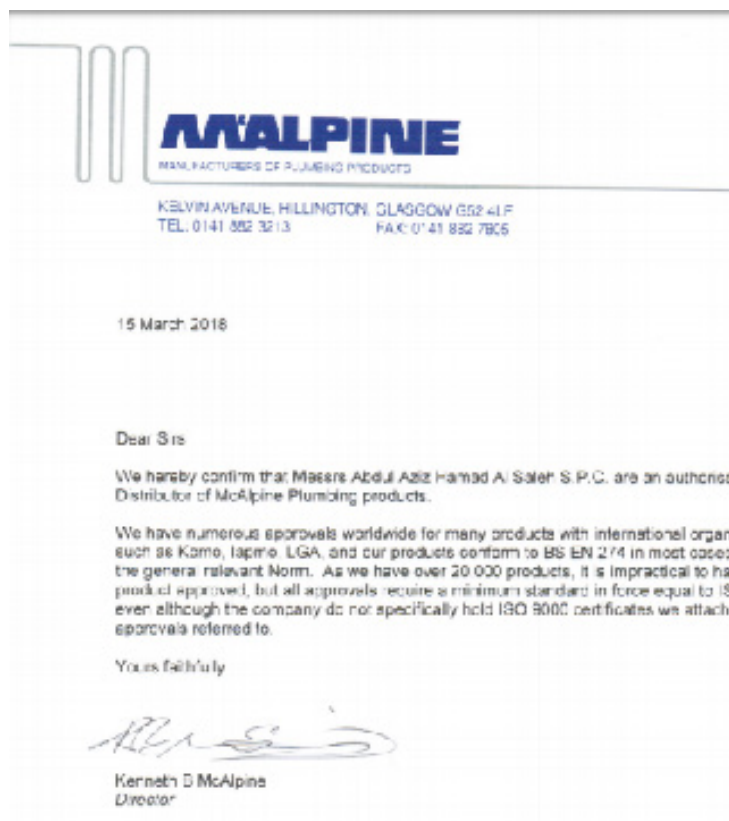 McALPINE
MANUFACTURERS OF PLUMBING PRODUCTS
KELVIN AVENUE, HILLINGTON, GLASGOW G52 4LF
TEL: 0141 882 3213 FAX: 0141 882 7805
15 March 2018
Dear Sirs
We hereby confirm that Messrs Abdul Aziz Hamad Al Saleh S.P.C. are an authoris
Distributor of McAlpine Plumbing products.
We have numerous approvals worldwide for many products with international organ
such as Komo, Iapmo, LGA, and our products conform to BS EN 274 in most cases
the general relevant Norm. As we have over 20 000 products, it is impractical to ha
product approved, but all approvals require a minimum standard in force equal to IS
even although the company do not specifically hold ISO 9000 certificates we attach
approvals referred to.
Yours faithfully
Kenneth B McAlpine
Director